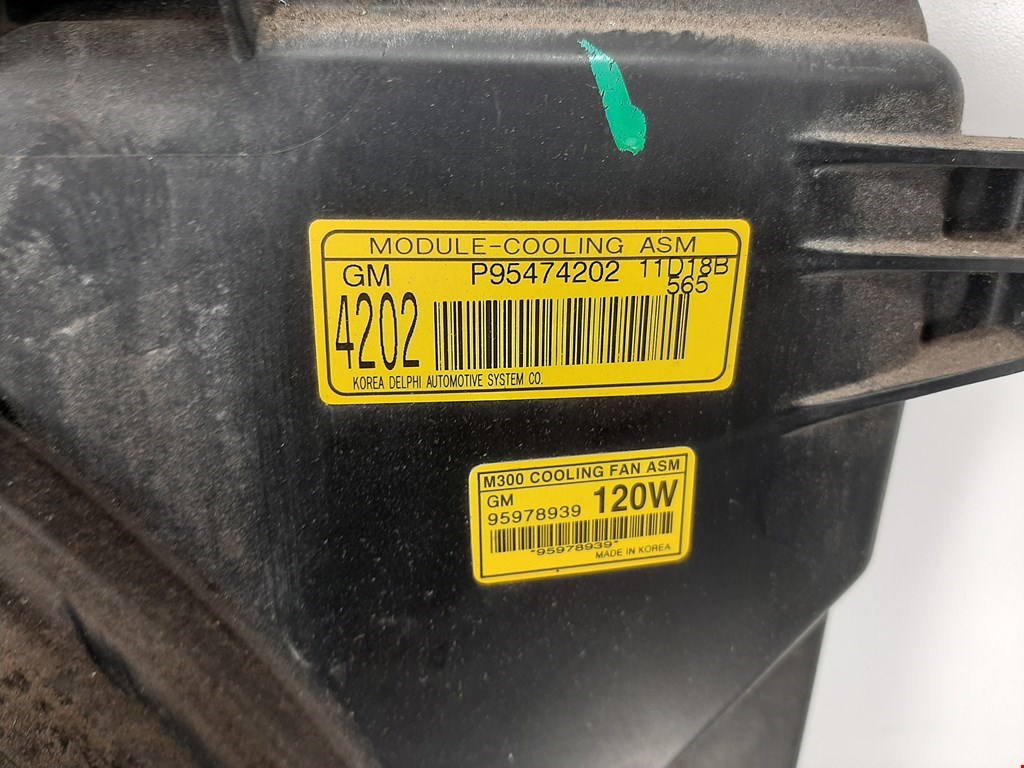 MODULE-COOLING ASM
GM P95474202 11D18B
565
4202
KOREA DELPHI AUTOMOTIVE SYSTEM CO.
M300 COOLING FAN ASM
GM 120W
95978939
*95978939*
MADE IN KOREA